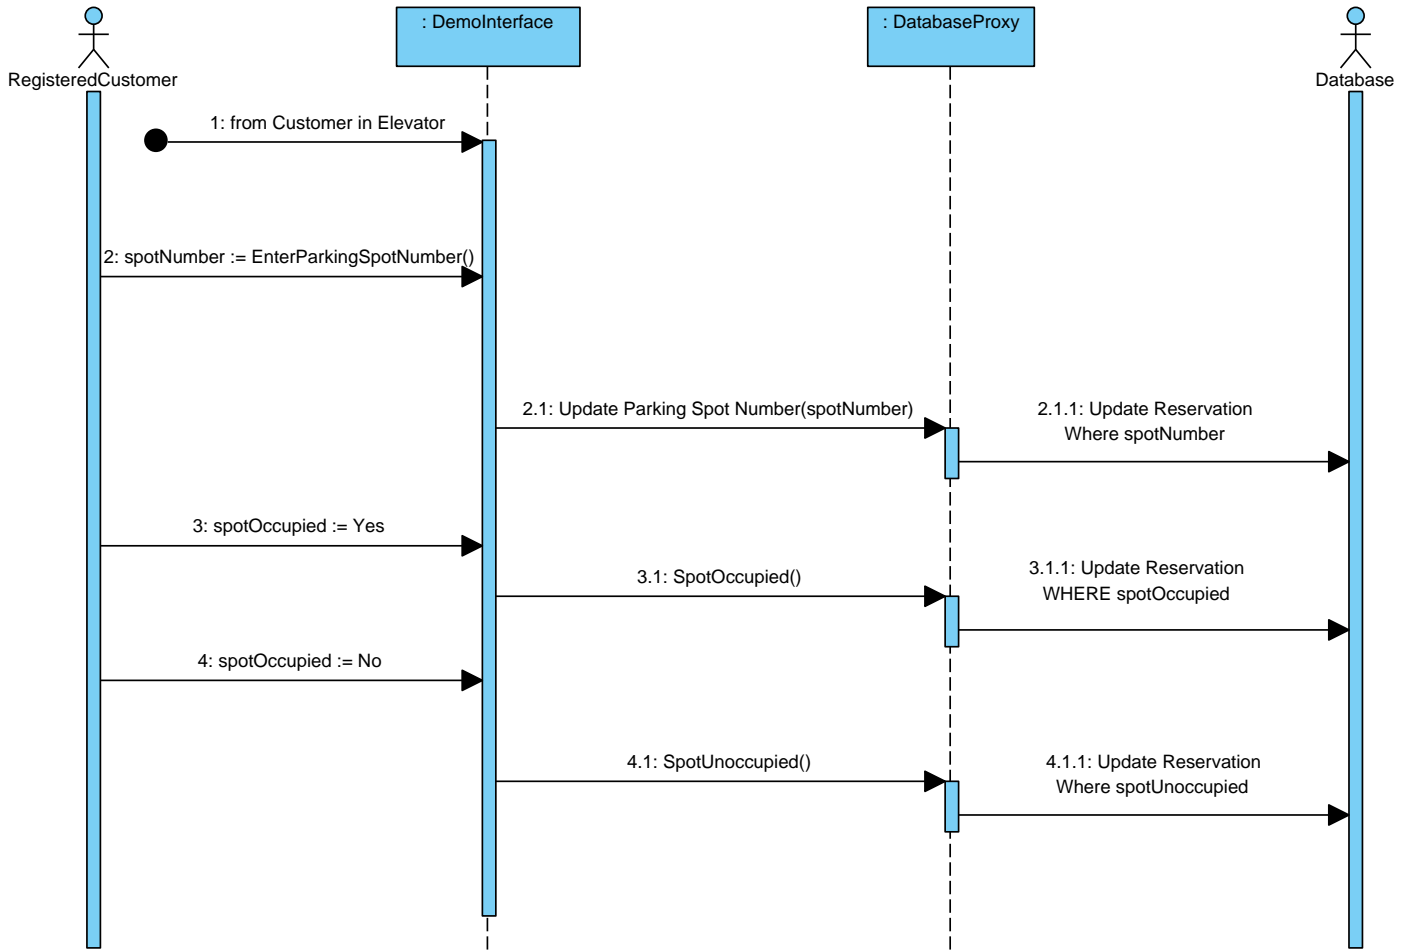 : DemoInterface
: DatabaseProxy
RegisteredCustomer
Database
1: from Customer in Elevator
2: spotNumber := EnterParkingSpotNumber()
2.1: Update Parking Spot Number(spotNumber)
2.1.1: Update Reservation
Where spotNumber
3: spotOccupied := Yes
3.1: SpotOccupied()
3.1.1: Update Reservation
WHERE spotOccupied
4: spotOccupied := No
4.1: SpotUnoccupied()
4.1.1: Update Reservation
Where spotUnoccupied